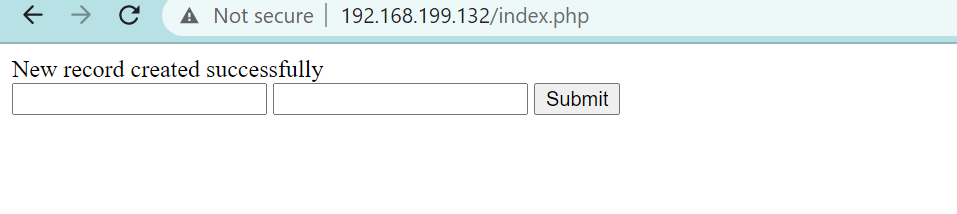 Not secure | 192.168.199.132/index.php
New record created successfully
Submit